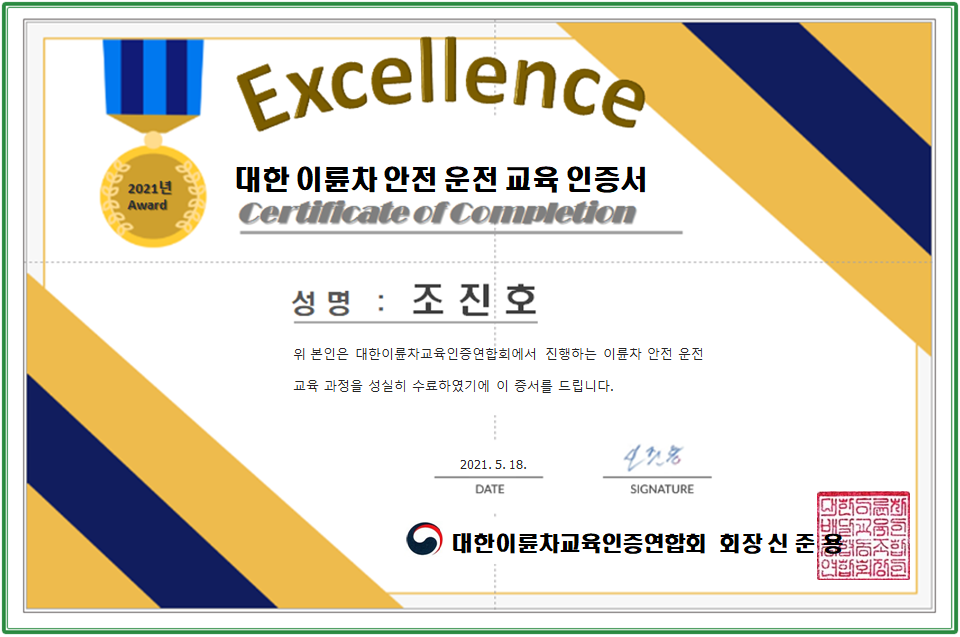 Excellence
2021년
Award
대한 이륜차 안전 운전 교육 인증서
Certificate of Completion
성 명 : 조 진 호
위 본인은 대한이륜차교육인증연합회에서 진행하는 이륜차 안전 운전
교육 과정을 성실히 수료하였기에 이 증서를 드립니다.
2021. 5. 18.
DATE
SIGNATURE
대한이륜차교육인증연합회 회장 신 준 용